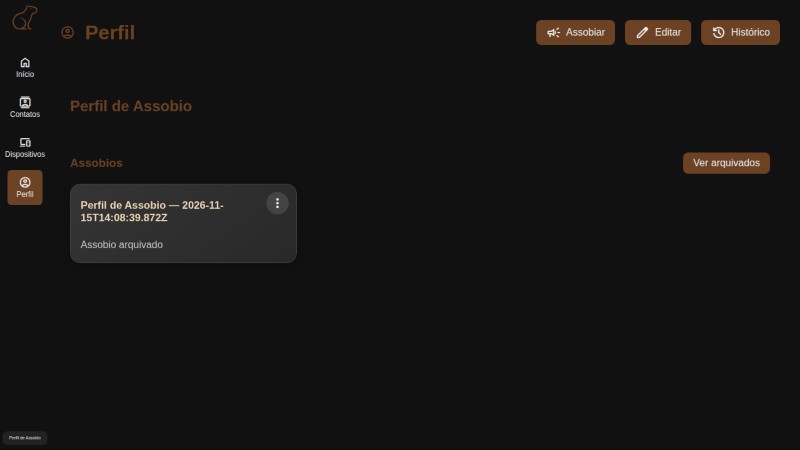 Perfil
Assobiar
Editar
Histórico
Início
Contatos
Dispositivos
Perfil
Perfil de Assobio
Assobios
Ver arquivados
Perfil de Assobio — 2026-11-
15T14:08:39.872Z
Assobio arquivado
Perfil de Assobio